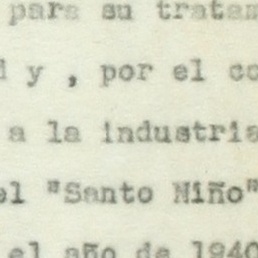 para su tratam
d y , por el co
a la industria
el "Santo Niño"
el año de 1940